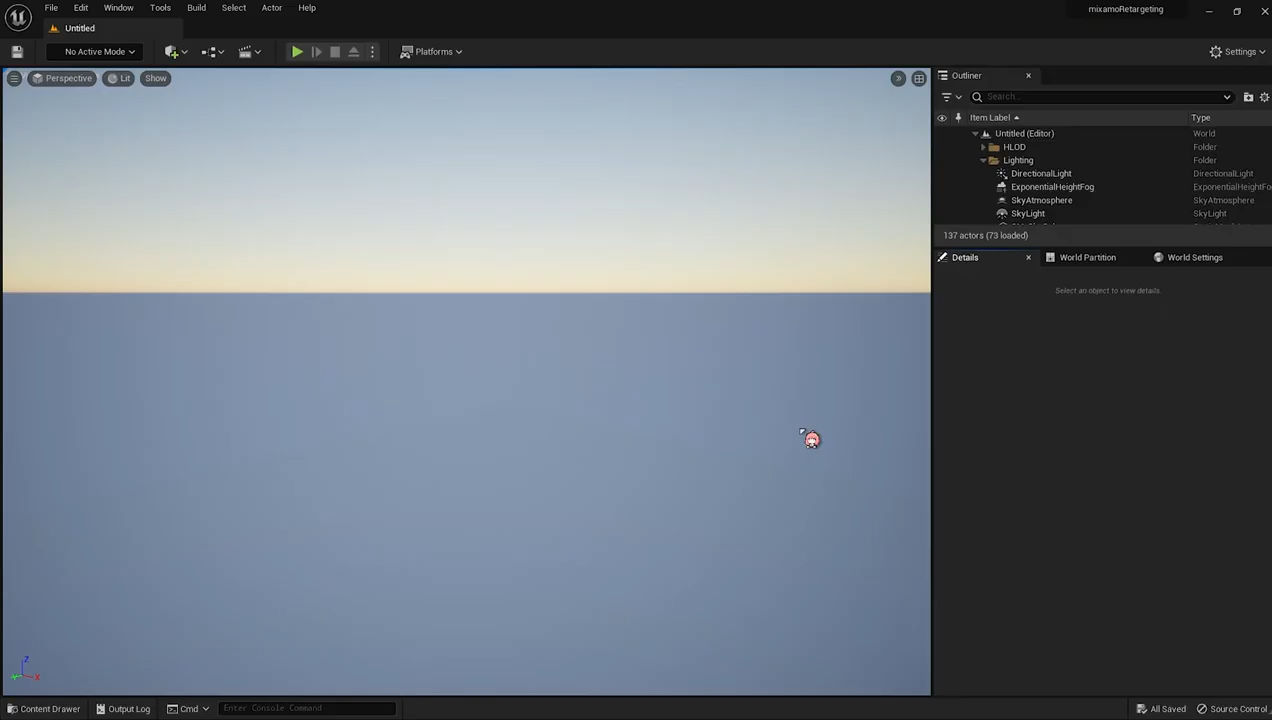 File Edit Window Tools Build Select Actor Help
mixamoRetargeting
Untitled
No Active Mode
Platforms
Settings
Perspective Lit Show
Outliner
Search...
Item Label Type
Untitled (Editor) World
HLOD Folder
Lighting Folder
DirectionalLight DirectionalLight
ExponentialHeightFog ExponentialHeightFo
SkyAtmosphere SkyAtmosphere
SkyLight SkyLight
137 actors (73 loaded)
Details World Partition World Settings
Select an object to view details.
Z
X
Content Drawer Output Log Cmd Enter Console Command
All Saved Source Control